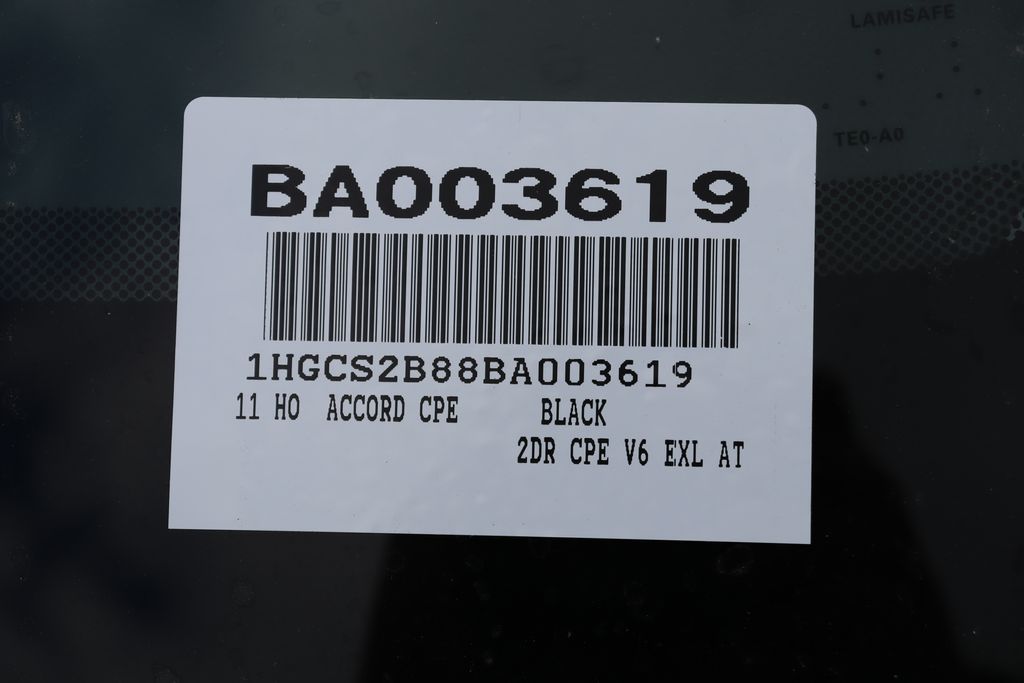 LAMISAFE
TE0-A0
BA003619
1HGCS2B88BA003619
11 HO ACCORD CPE BLACK
2DR CPE V6 EXL AT